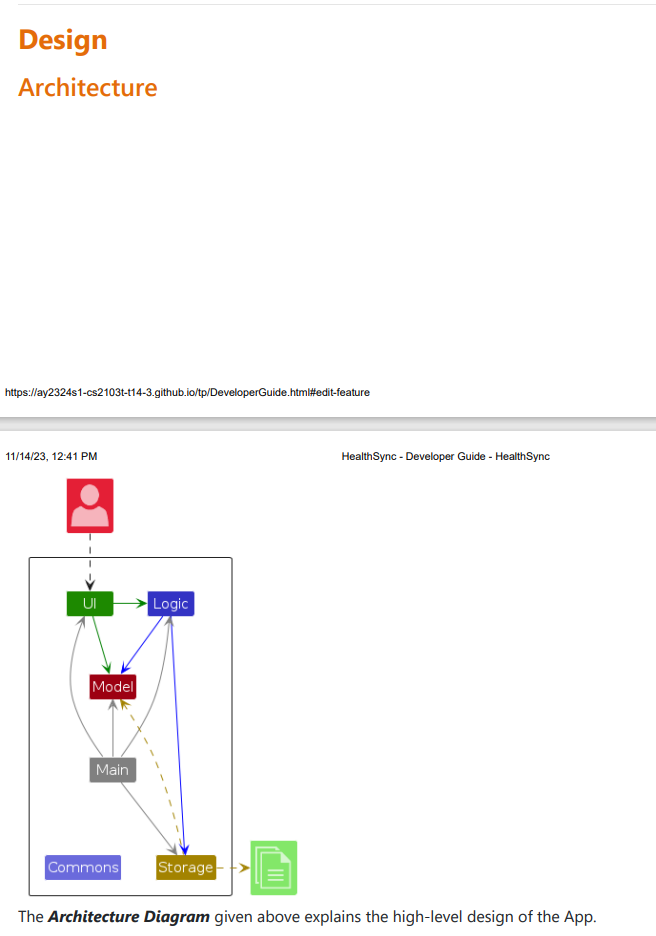 Design
Architecture
https://ay2324s1-cs2103t-t14-3.github.io/tp/DeveloperGuide.html#edit-feature
11/14/23, 12:41 PM HealthSync - Developer Guide - HealthSync
UI Logic
Model
Main
Commons Storage
The Architecture Diagram given above explains the high-level design of the App.